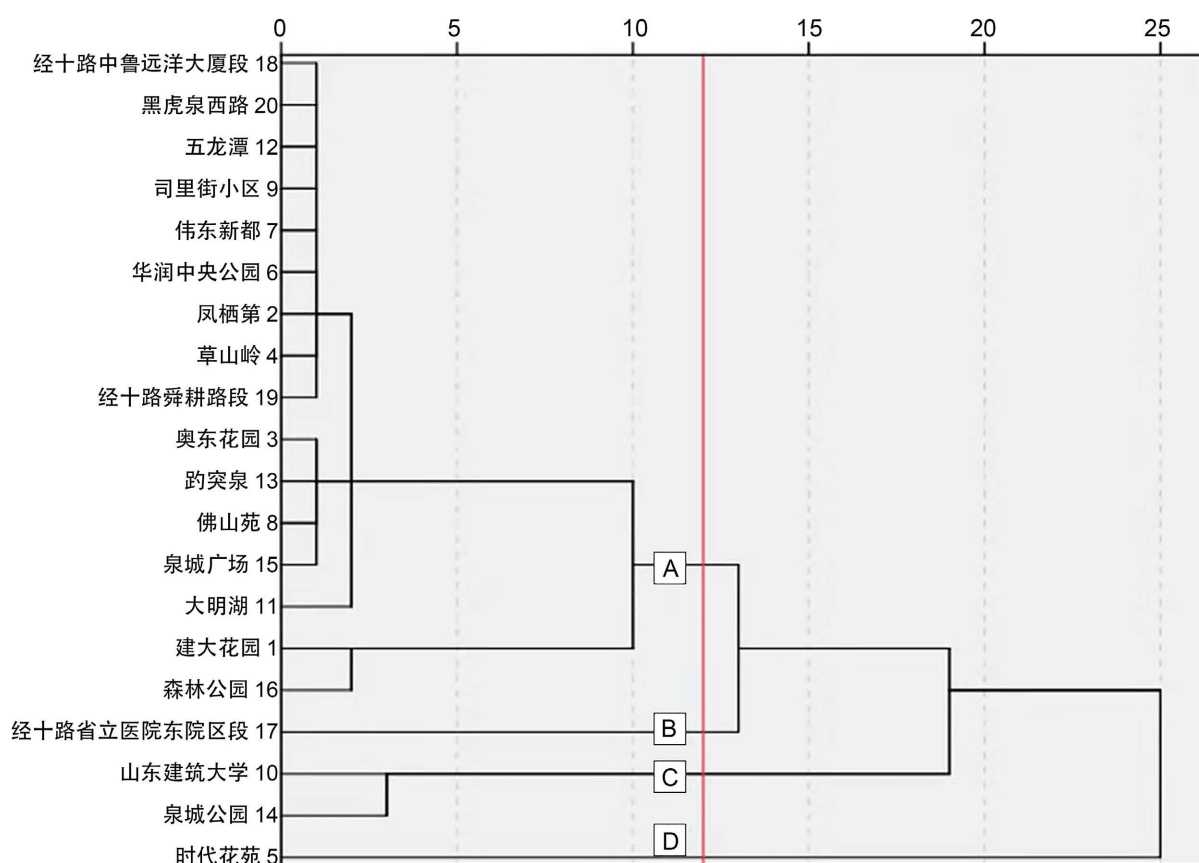 0 5 10 15 20 25
经十路中鲁远洋大厦段 18
黑虎泉西路 20
五龙潭 12
司里街小区 9
伟东新都 7
华润中央公园 6
凤栖第 2
草山岭 4
经十路舜耕路段 19
奥东花园 3
趵突泉 13
佛山苑 8
泉城广场 15
A
大明湖 11
建大花园 1
森林公园 16
经十路省立医院东院区段 17
B
山东建筑大学 10
C
泉城公园 14
D
时代花苑 5